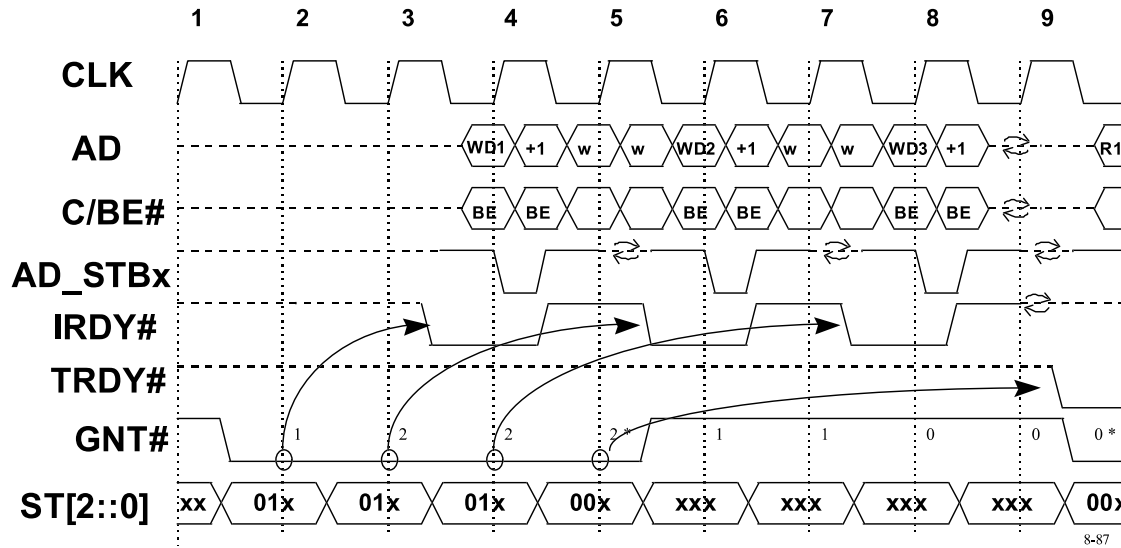 1 2 3 4 5 6 7 8 9
CLK
AD WD1 +1 w w WD2 +1 w w WD3 +1 R1
C/BE# BE BE BE BE BE BE
AD_STBx
IRDY#
TRDY#
GNT# 1 2 2 2 * 1 1 0 0 0 *
ST[2::0] xx 01x 01x 01x 00x xxx xxx xxx xxx 00x
8-87